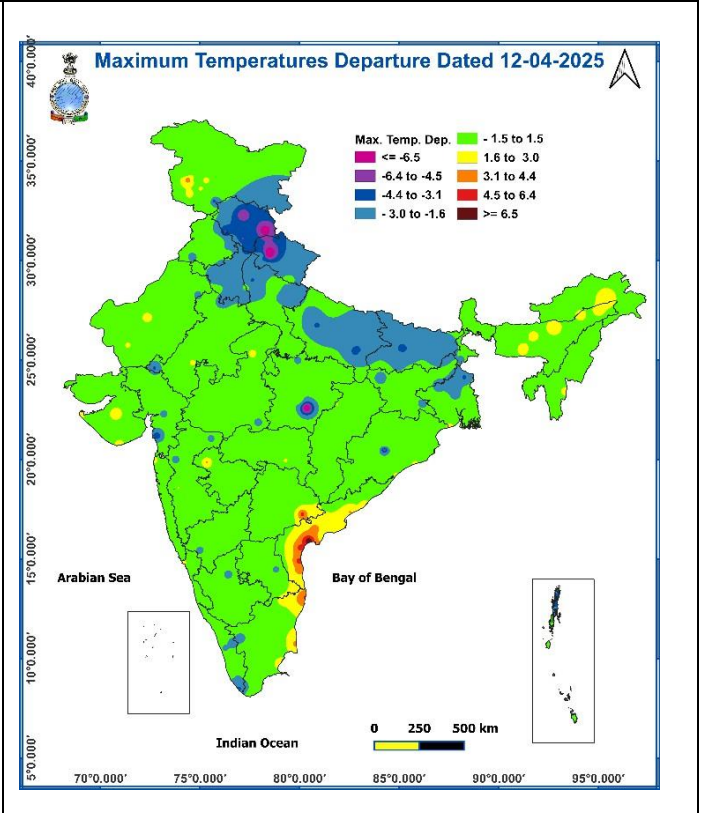 Maximum Temperatures Departure Dated 12-04-2025
Max. Temp. Dep.
<= -6.5
-6.4 to -4.5
-4.4 to -3.1
- 3.0 to -1.6
- 1.5 to 1.5
1.6 to 3.0
3.1 to 4.4
4.5 to 6.4
>= 6.5
40°0.000'
35°0.000'
30°0.000'
25°0.000'
20°0.000'
15°0.000'
10°0.000'
5°0.000'
Arabian Sea
Bay of Bengal
Indian Ocean
0 250 500 km
70°0.000' 75°0.000' 80°0.000' 85°0.000' 90°0.000' 95°0.000'